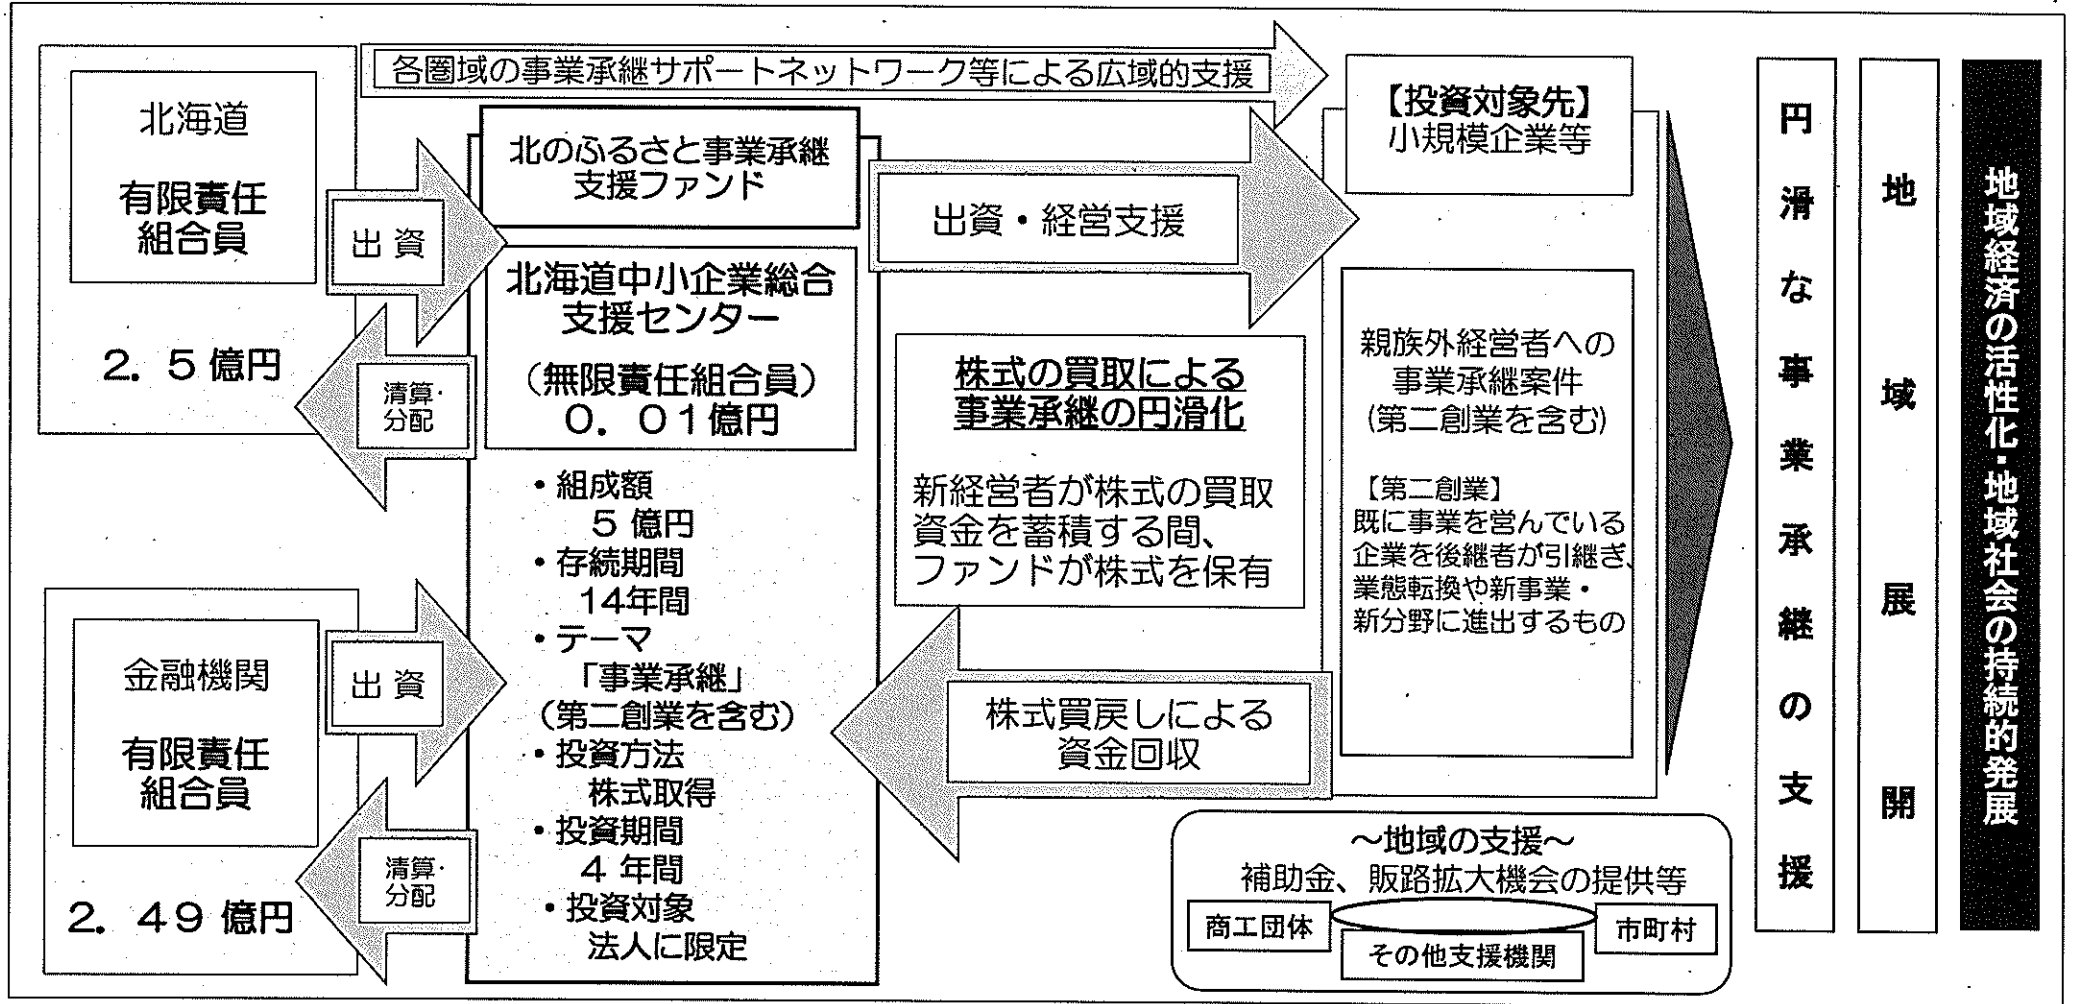 各圏域の事業承継サポートネットワーク等による広域的支援
北海道
有限責任
組合員
2.5億円
出資
清算・
分配
金融機関
有限責任
組合員
2.49億円
出資
清算・
分配
北のふるさと事業承継
支援ファンド
北海道中小企業総合
支援センター
(無限責任組合員)
0.01億円
・組成額
5億円
・存続期間
14年間
・テーマ
「事業承継」
(第二創業を含む)
・投資方法
株式取得
・投資期間
4年間
・投資対象
法人に限定
出資・経営支援
株式の買取による
事業承継の円滑化
新経営者が株式の買取
資金を蓄積する間、
ファンドが株式を保有
株式買戻しによる
資金回収
【投資対象先】
小規模企業等
親族外経営者への
事業承継案件
(第二創業を含む)
【第二創業】
既に事業を営んでいる
企業を後継者が引継ぎ、
業態転換や新事業・
新分野に進出するもの
~地域の支援~
補助金、販路拡大機会の提供等
商工団体
その他支援機関
市町村
円滑な事業承継の支援
地域展開
地域経済の活性化・地域社会の持続的発展